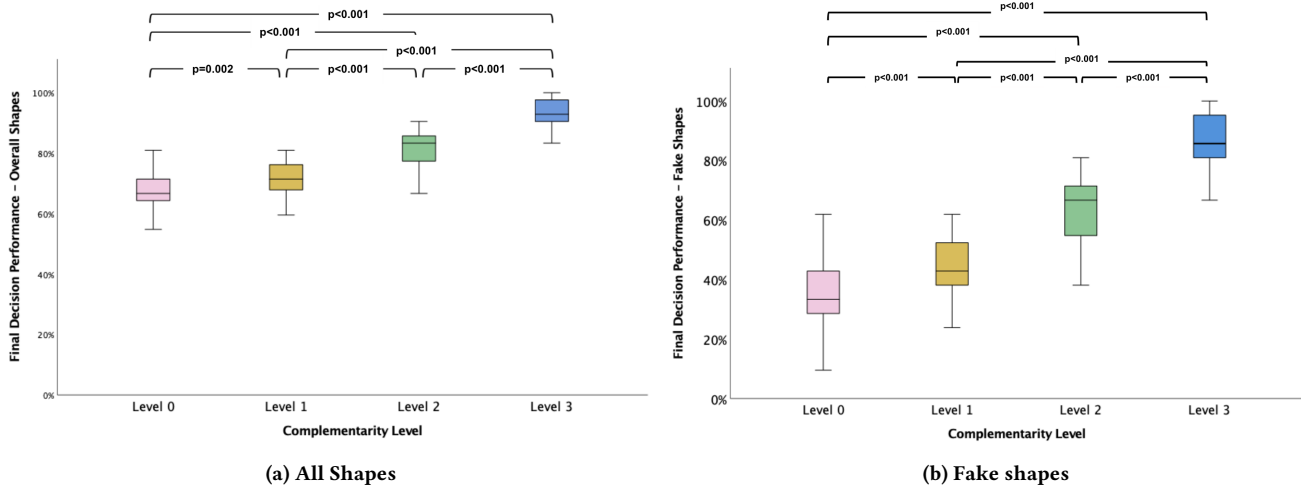 p<0.001
p<0.001
p<0.001
p=0.002 p<0.001 p<0.001
Final Decision Performance - Overall Shapes
100%
80%
60%
40%
20%
0%
Level 0 Level 1 Level 2 Level 3
Complementarity Level
(a) All Shapes
p<0.001
p<0.001
p<0.001
p<0.001 p<0.001 p<0.001
Final Decision Performance - Fake Shapes
100%
80%
60%
40%
20%
0%
Level 0 Level 1 Level 2 Level 3
Complementarity Level
(b) Fake shapes